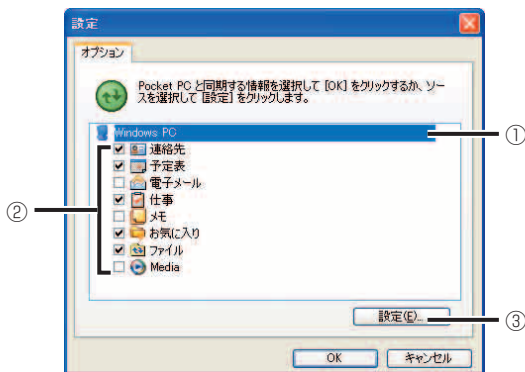 設定
オプション
Pocket PC と同期する情報を選択して [OK] をクリックするか、ソー
スを選択して [設定] をクリックします。
Windows PC
①
連絡先
予定表
電子メール
仕事
②
メモ
お気に入り
ファイル
Media
設定(E)...
③
OK
キャンセル